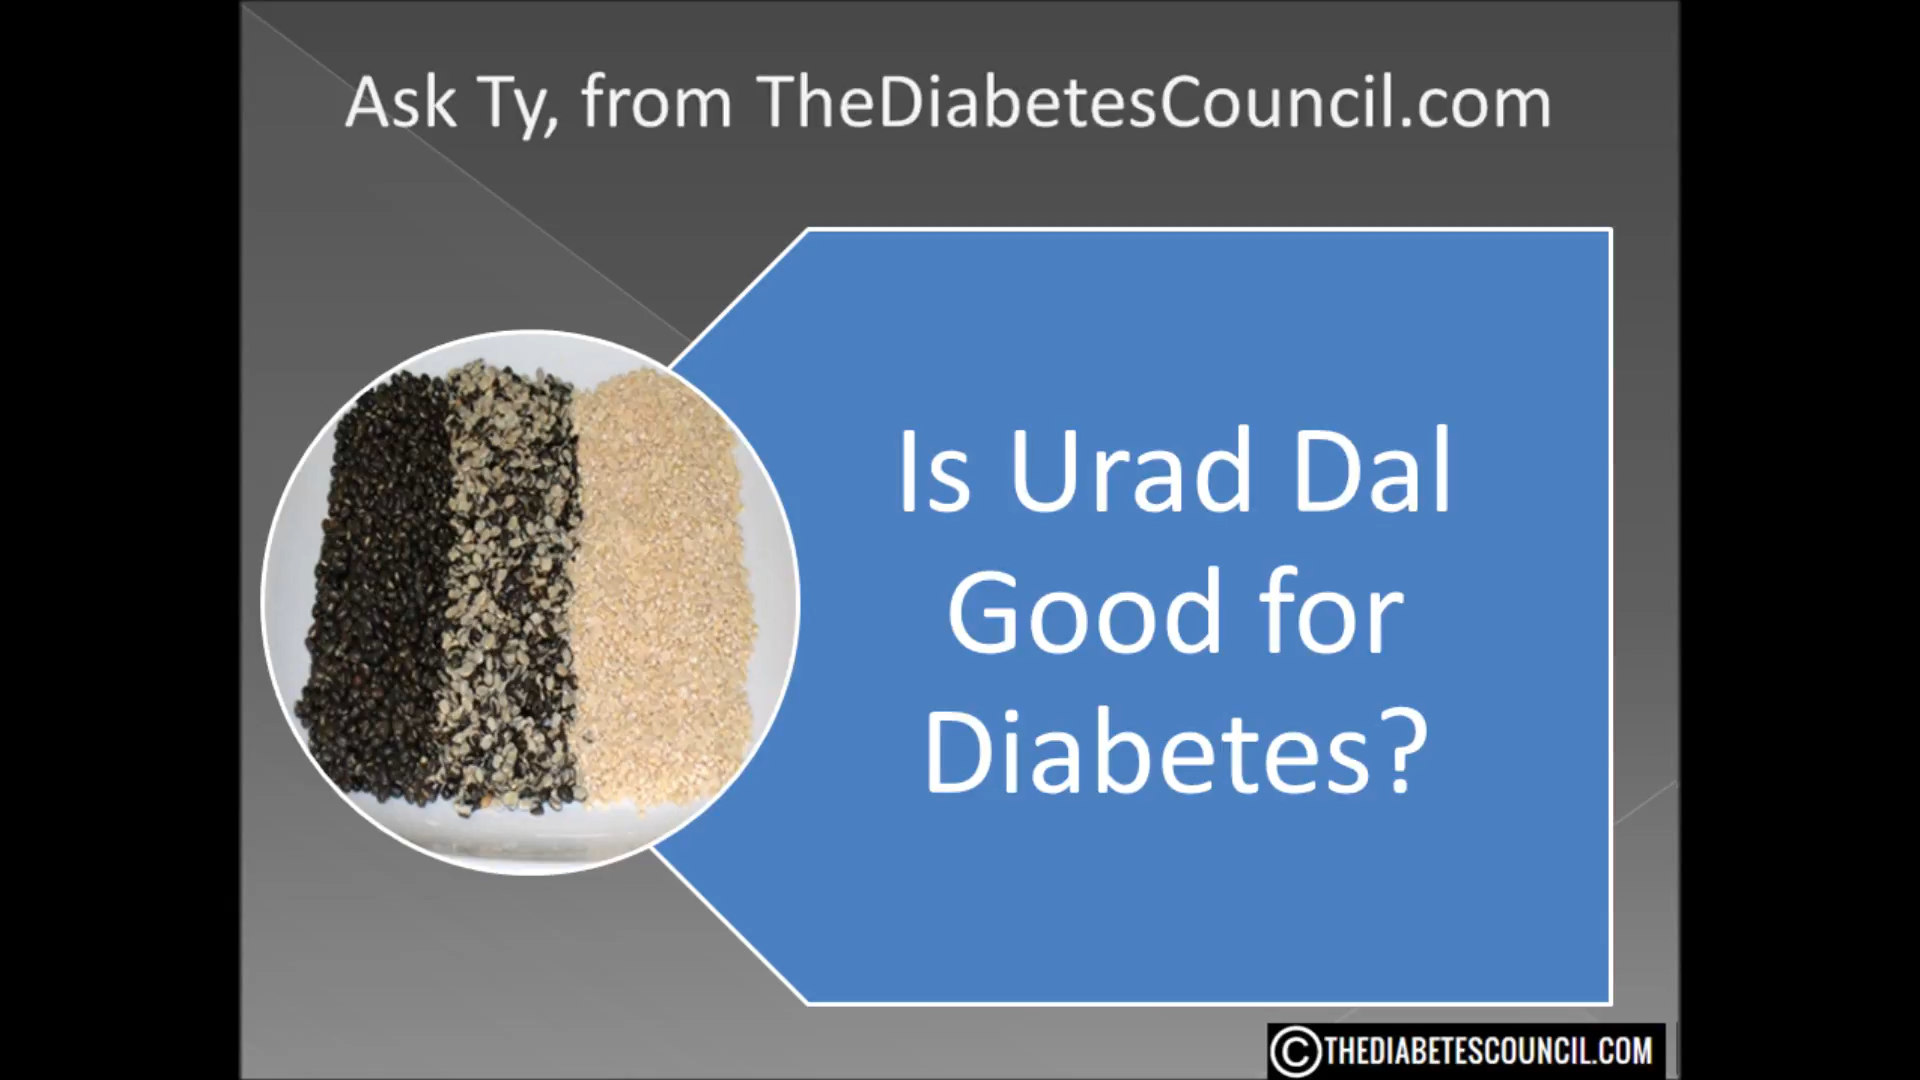 Ask Ty, from TheDiabetesCouncil.com
Is Urad Dal
Good for
Diabetes?
©THEDIABETESCOUNCIL.COM